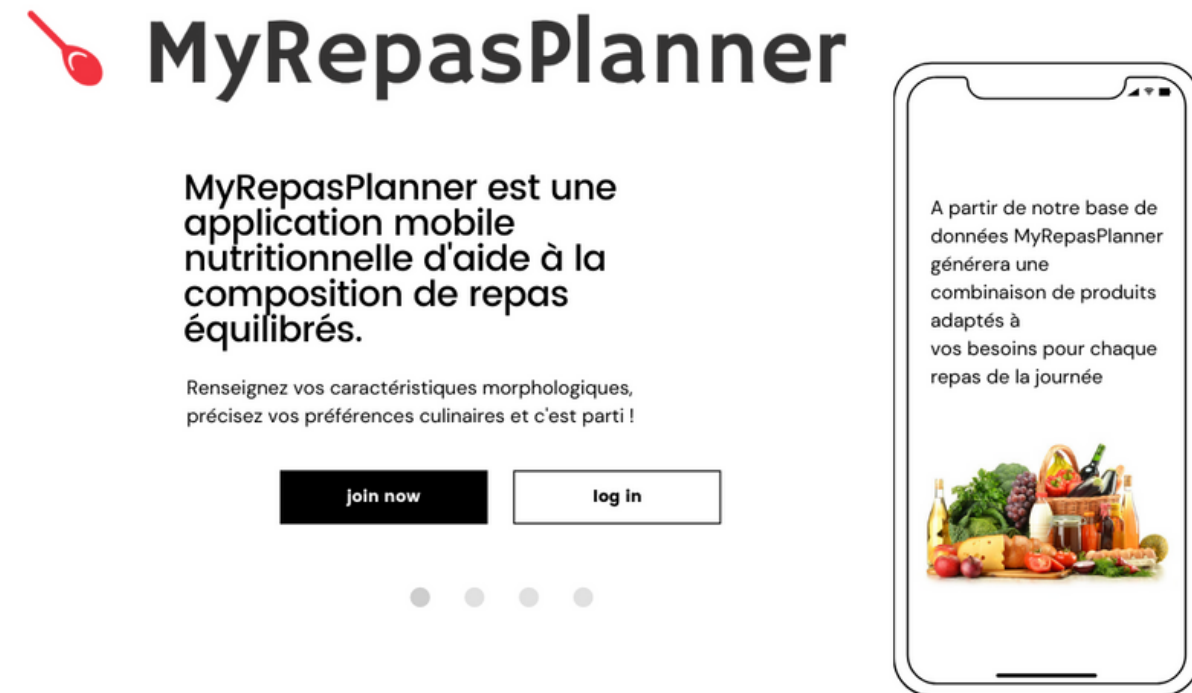 MyRepasPlanner
MyRepasPlanner est une
application mobile
nutritionnelle d'aide à la
composition de repas
équilibrés.
Renseignez vos caractéristiques morphologiques,
précisez vos préférences culinaires et c'est parti !
join now
log in
A partir de notre base de
données MyRepasPlanner
générera une
combinaison de produits
adaptés à
vos besoins pour chaque
repas de la journée